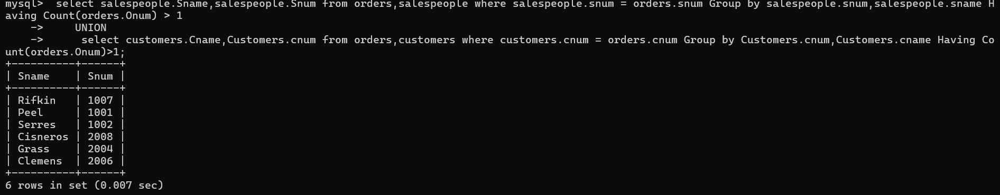 mysql>  select salespeople.Sname,salespeople.Snum from orders,salespeople where salespeople.snum = orders.snum Group by salespeople.snum,salespeople.sname H
aving Count(orders.Onum) > 1
    ->     UNION
    ->      select customers.Cname,Customers.cnum from orders,customers where customers.cnum = orders.cnum Group by Customers.cnum,Customers.cname Having Co
unt(orders.Onum)>1;
+----------+------+
| Sname    | Snum |
+----------+------+
| Rifkin   | 1007 |
| Peel     | 1001 |
| Serres   | 1002 |
| Cisneros | 2008 |
| Grass    | 2004 |
| Clemens  | 2006 |
+----------+------+
6 rows in set (0.007 sec)